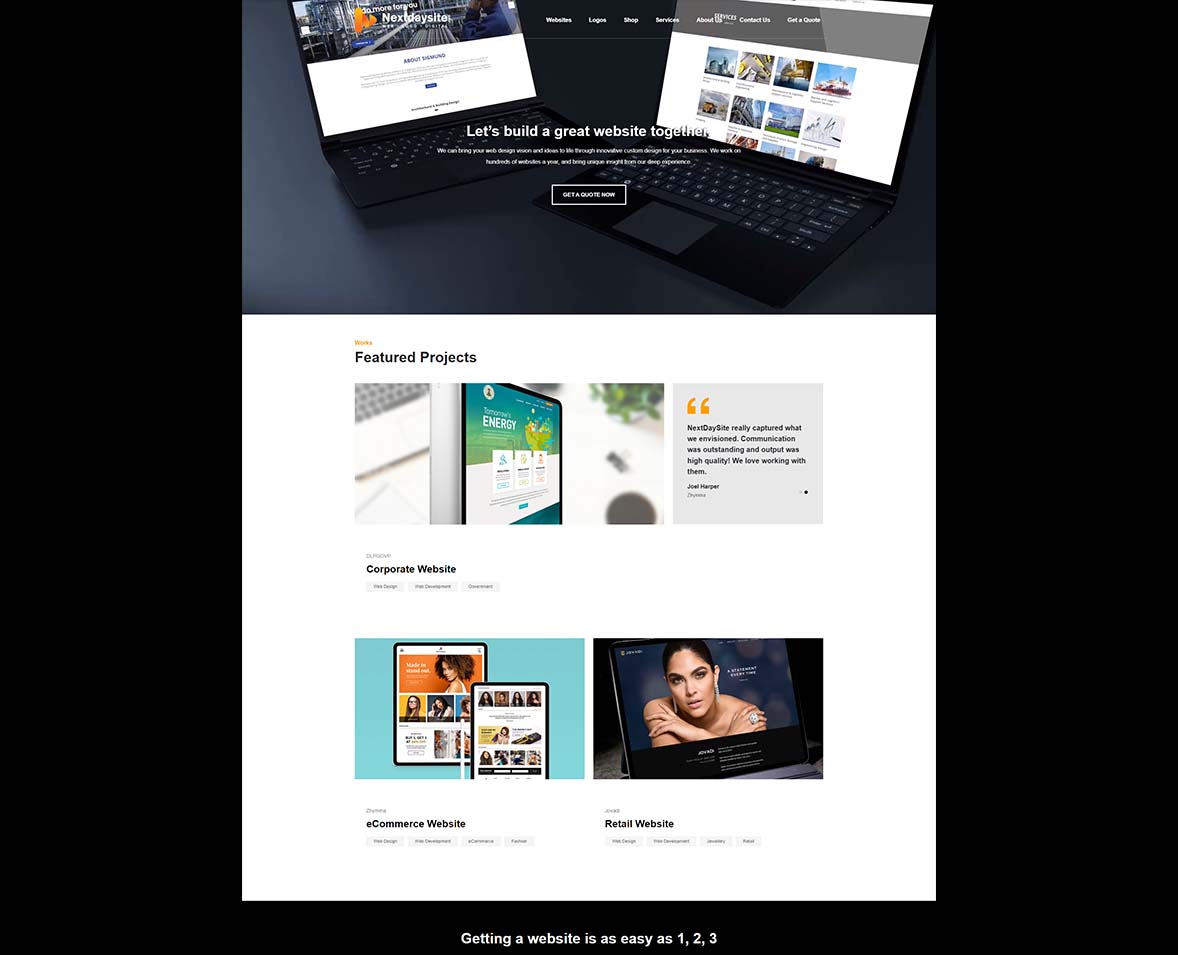 do more for you
Nextdaysite
WEB • LOGO • DIGITAL
Websites
Logos
Shop
Services
About Us
Contact Us
Get a Quote
SERVICES
ABOUT SIGMUND
Architectural & Building Design
Let’s build a great website together.
We can bring your web design vision and ideas to life through innovative custom design for your business. We work on
hundreds of websites a year, and bring unique insight from our deep experience.
GET A QUOTE NOW
Works
Featured Projects
Tomorrow's
ENERGY
NextDaySite really captured what
we envisioned. Communication
was outstanding and output was
high quality! We love working with
them.
Joel Harper
Zhymina
Corporate Website
Web Design
Web Development
Government
Made to
stand out.
BUY 1, GET 1
A STATEMENT
EVERY TIME
JOVADI
Zhymina
eCommerce Website
Web Design
Web Development
eCommerce
Fashion
Jovadi
Retail Website
Web Design
Web Development
Jewellery
Retail
Getting a website is as easy as 1, 2, 3